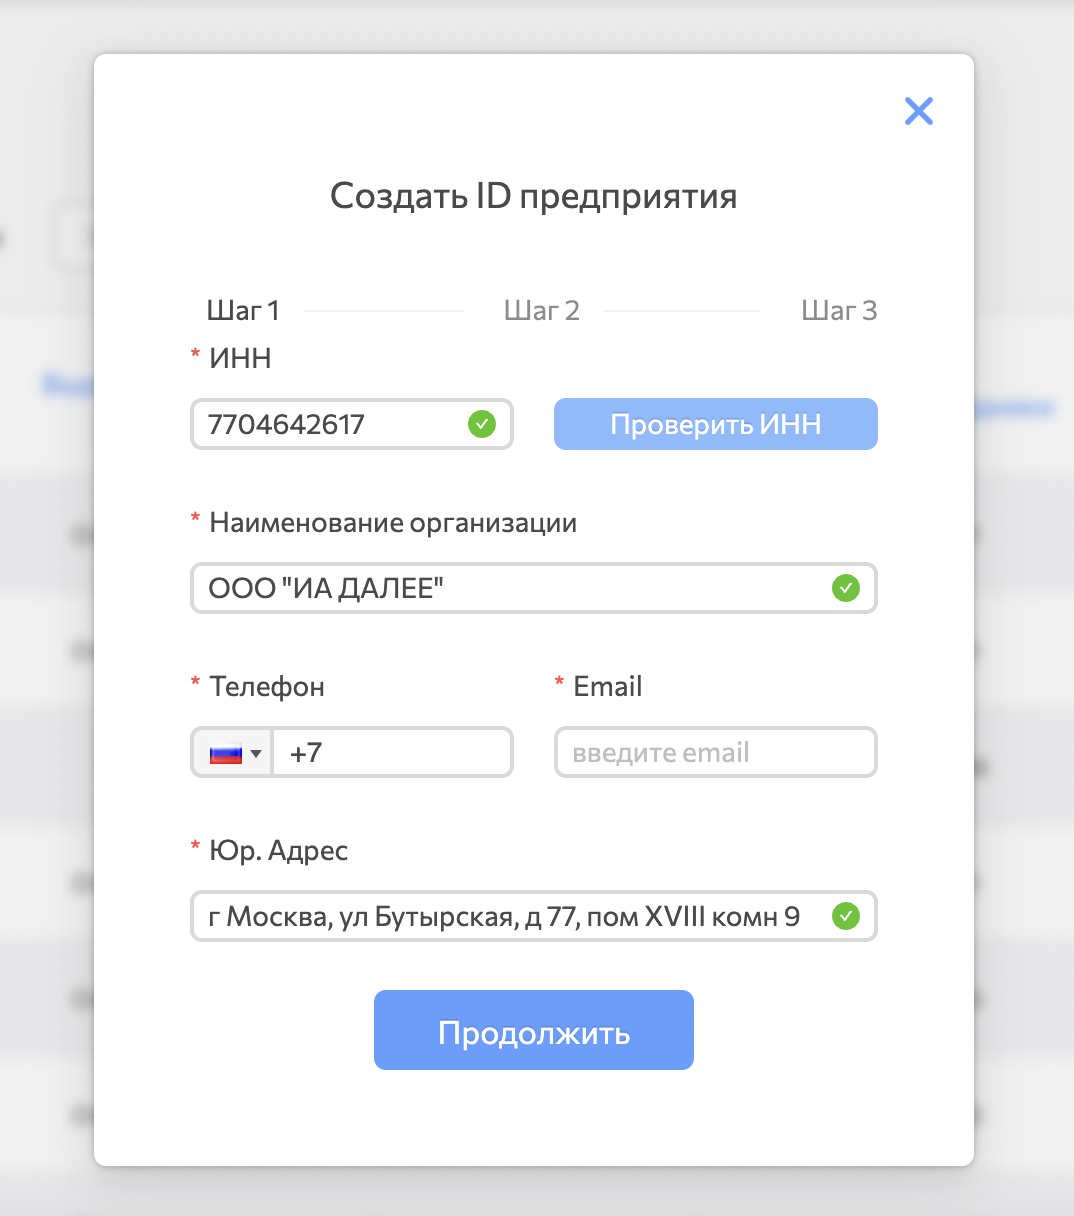 Создать ID предприятия
Шаг 1 Шаг 2 Шаг 3
* ИНН
7704642617 Проверить ИНН
* Наименование организации
ООО "ИА ДАЛЕЕ"
* Телефон * Email
+7 введите email
* Юр. Адрес
г Москва, ул Бутырская, д 77, пом XVIII комн 9
Продолжить